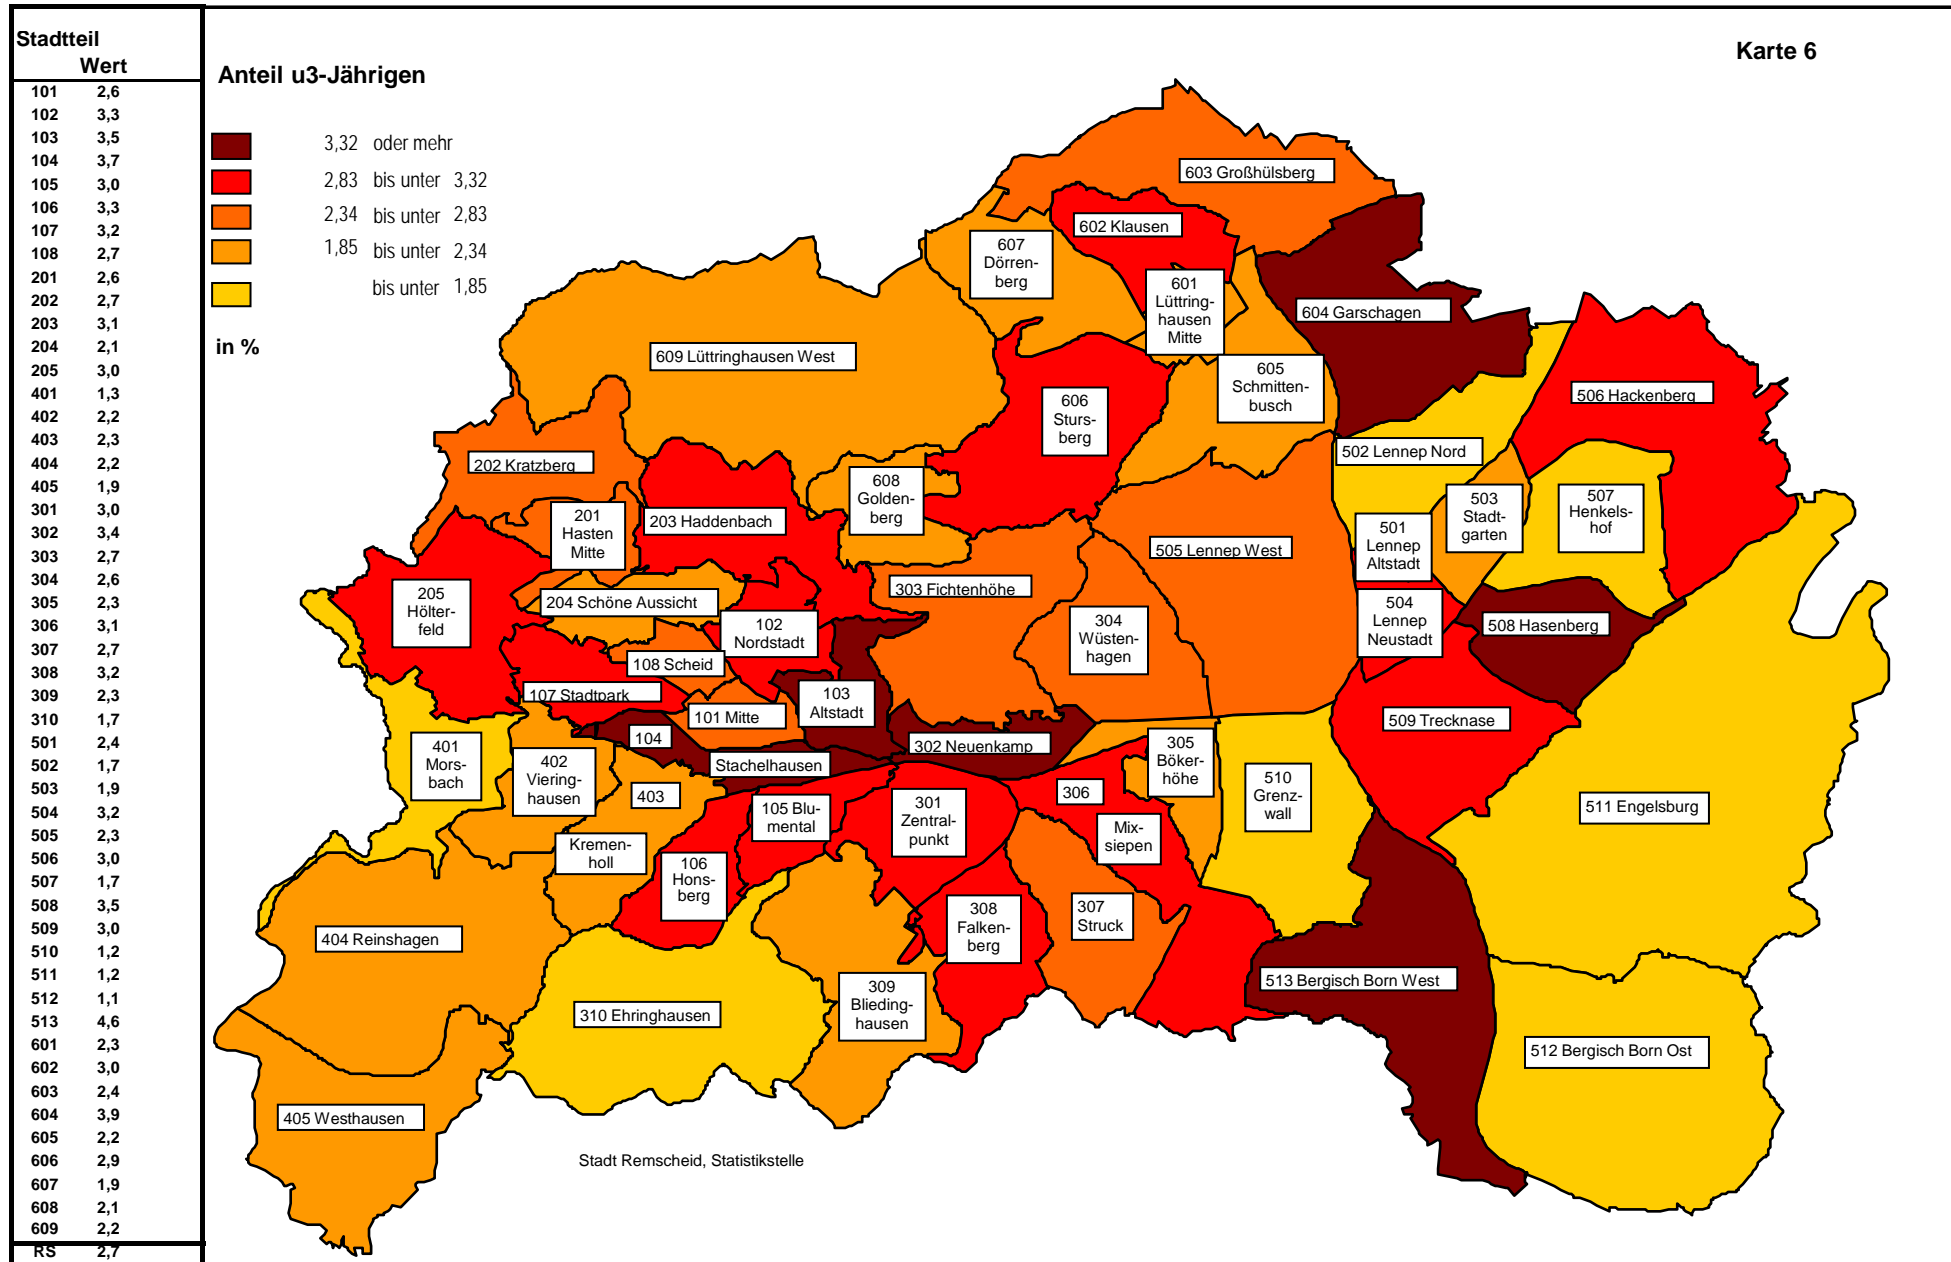 Stadtteil
Wert
101 2,6
102 3,3
103 3,5
104 3,7
105 3,0
106 3,3
107 3,2
108 2,7
201 2,6
202 2,7
203 3,1
204 2,1
205 3,0
401 1,3
402 2,2
403 2,3
404 2,2
405 1,9
301 3,0
302 3,4
303 2,7
304 2,6
305 2,3
306 3,1
307 2,7
308 3,2
309 2,3
310 1,7
501 2,4
502 1,7
503 1,9
504 3,2
505 2,3
506 3,0
507 1,7
508 3,5
509 3,0
510 1,2
511 1,2
512 1,1
513 4,6
601 2,3
602 3,0
603 2,4
604 3,9
605 2,2
606 2,9
607 1,9
608 2,1
609 2,2
RS 2,7
Anteil u3-Jährigen
3,32 oder mehr
2,83 bis unter 3,32
2,34 bis unter 2,83
1,85 bis unter 2,34
bis unter 1,85
in %
Karte 6
603 Großhülsberg
602 Klausen
607
Dörren-
berg
601
Lüttring-
hausen
Mitte
604 Garschagen
609 Lüttringhausen West
605
Schmitten-
busch
606
Sturs-
berg
506 Hackenberg
502 Lennep Nord
202 Kratzberg
608
Golden-
berg
503
Stadt-
garten
507
Henkels-
hof
201
Hasten
Mitte
203 Haddenbach
501
Lennep
Altstadt
505 Lennep West
205
Hölter-
feld
303 Fichtenhöhe
204 Schöne Aussicht
504
Lennep
Neustadt
102
Nordstadt
304
Wüsten-
hagen
508 Hasenberg
108 Scheid
107 Stadtpark
103
Altstadt
101 Mitte
509 Trecknase
104
Stachelhausen
302 Neuenkamp
305
Böker-
höhe
401
Mors-
bach
402
Viering-
hausen
403
Kremen-
holl
510
Grenz-
wall
306
Mix-
siepen
105 Blu-
mental
301
Zentral-
punkt
511 Engelsburg
106
Hons-
berg
308
Falken-
berg
307
Struck
404 Reinshagen
513 Bergisch Born West
309
Blieding-
hausen
310 Ehringhausen
512 Bergisch Born Ost
405 Westhausen
Stadt Remscheid, Statistikstelle